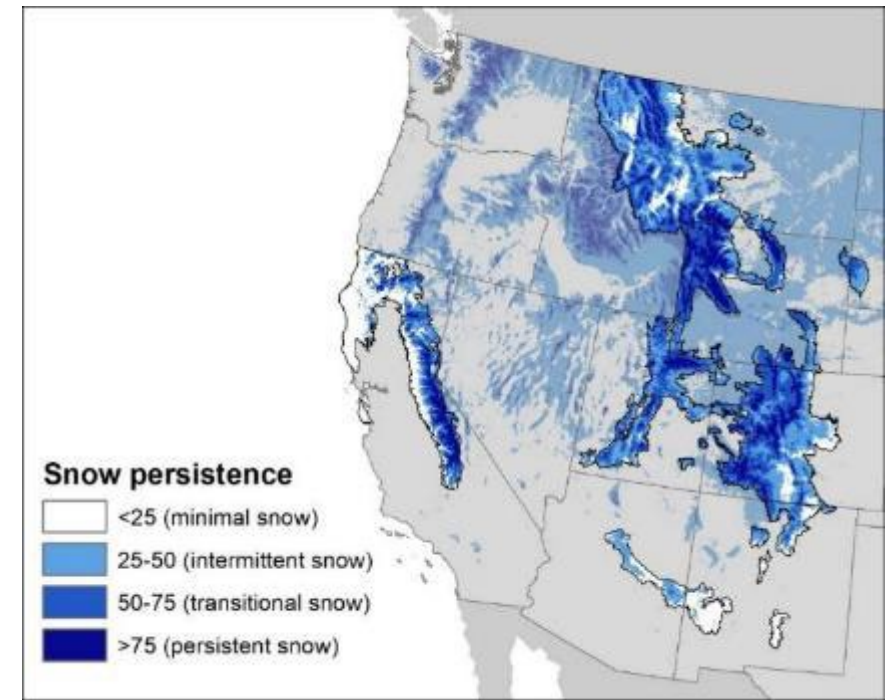 Snow persistence
<25 (minimal snow)
25-50 (intermittent snow)
50-75 (transitional snow)
>75 (persistent snow)